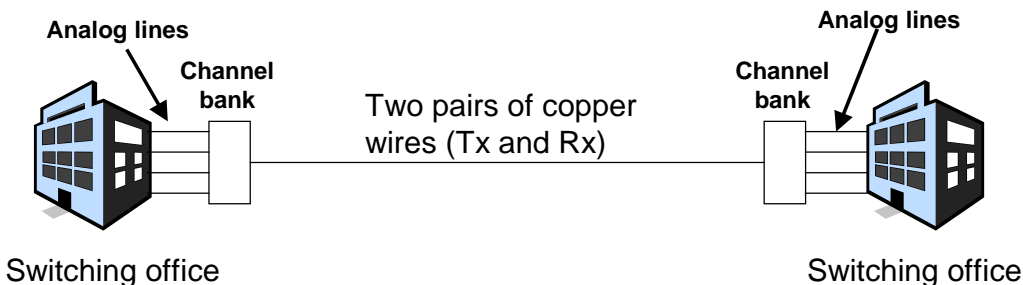 Analog lines
Channel
bank
Two pairs of copper
wires (Tx and Rx)
Analog lines
Channel
bank
Switching office
Switching office